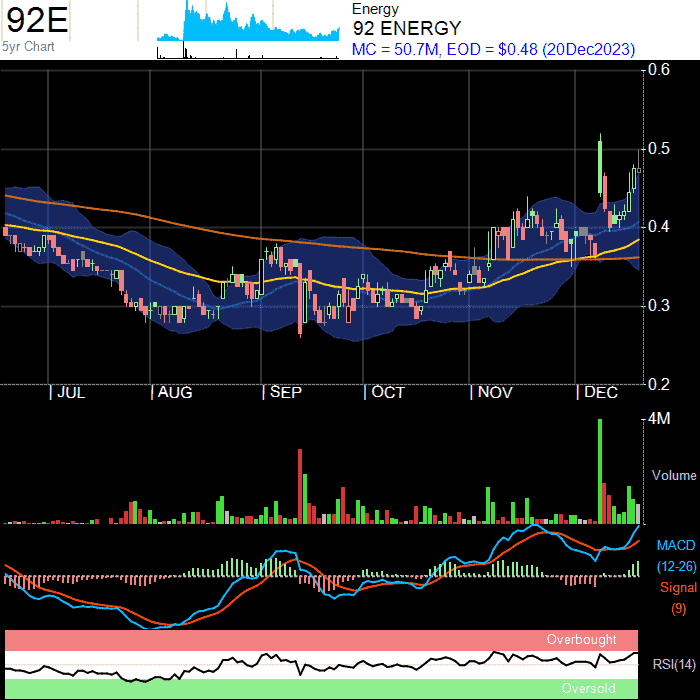 92E
5yr Chart
Energy
92 ENERGY
MC = 50.7M, EOD = $0.48 (20Dec2023)
0.6
0.5
0.4
0.3
0.2
JUL AUG SEP OCT NOV DEC
4M
Volume
MACD
(12-26)
Signal
(9)
Overbought
RSI(14)
Oversold